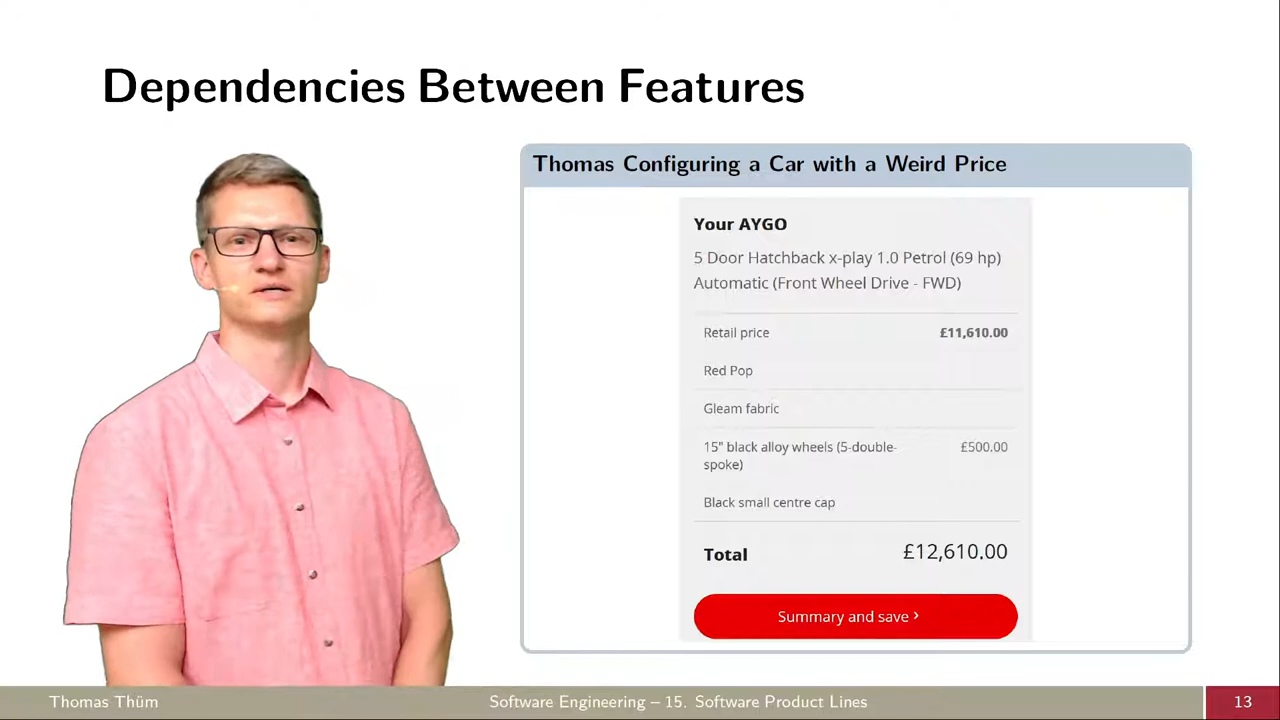 Dependencies Between Features
Thomas Configuring a Car with a Weird Price
Your AYGO
5 Door Hatchback x-play 1.0 Petrol (69 hp)
Automatic (Front Wheel Drive - FWD)
Retail price £11,610.00
Red Pop
Gleam fabric
15" black alloy wheels (5-double- £500.00
spoke)
Black small centre cap
Total £12,610.00
Summary and save ›
Thomas Thüm Software Engineering – 15. Software Product Lines 13